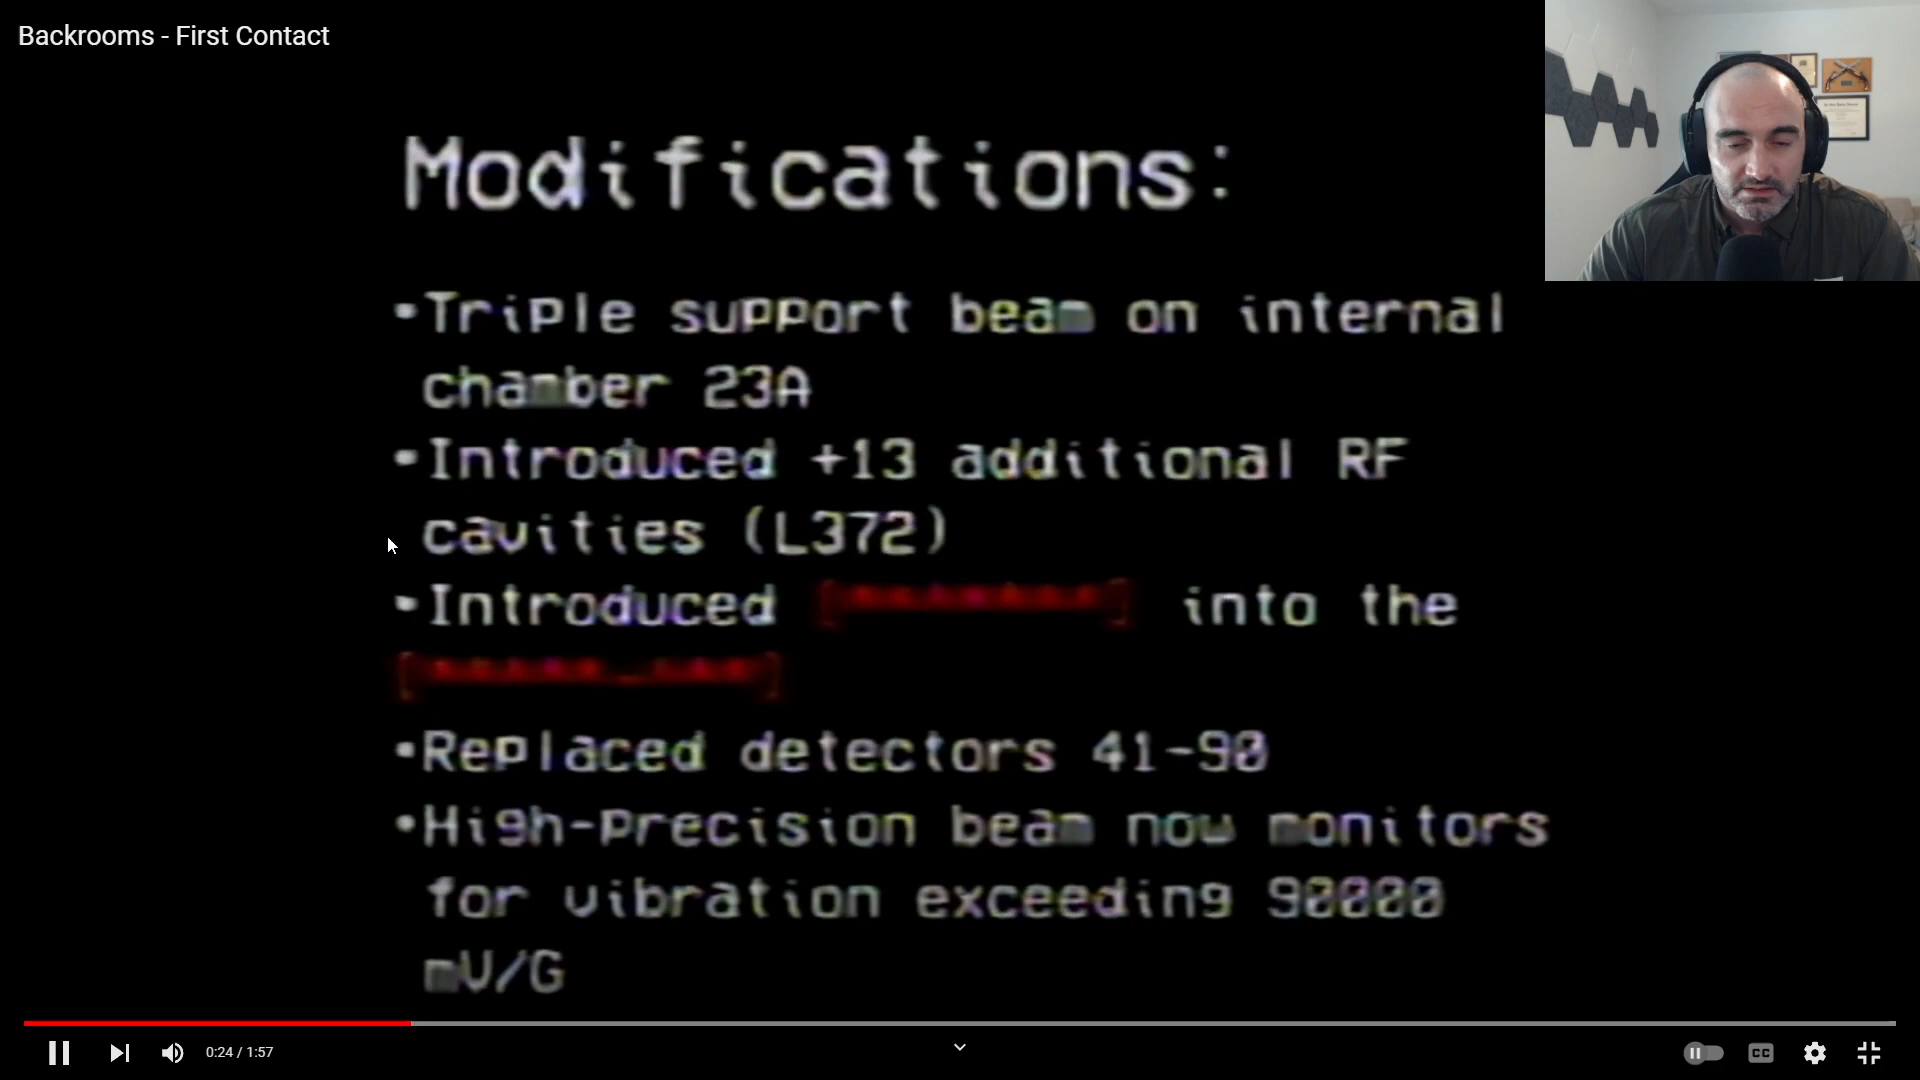 Backrooms - First Contact
Modifications:
•Triple support beam on internal
chamber 23A
•Introduced +13 additional RF
cavities (L372)
•Introduced [ ] into the
[ ]
•Replaced detectors 41-90
•High-precision beam now monitors
for vibration exceeding 90000
mV/G
0:24 / 1:57
CC